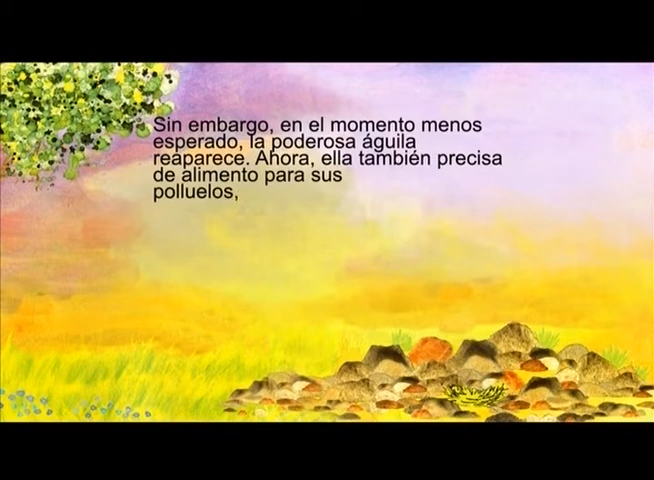 Sin embargo, en el momento menos
esperado, la poderosa águila
reaparece. Ahora, ella también precisa
de alimento para sus
polluelos,